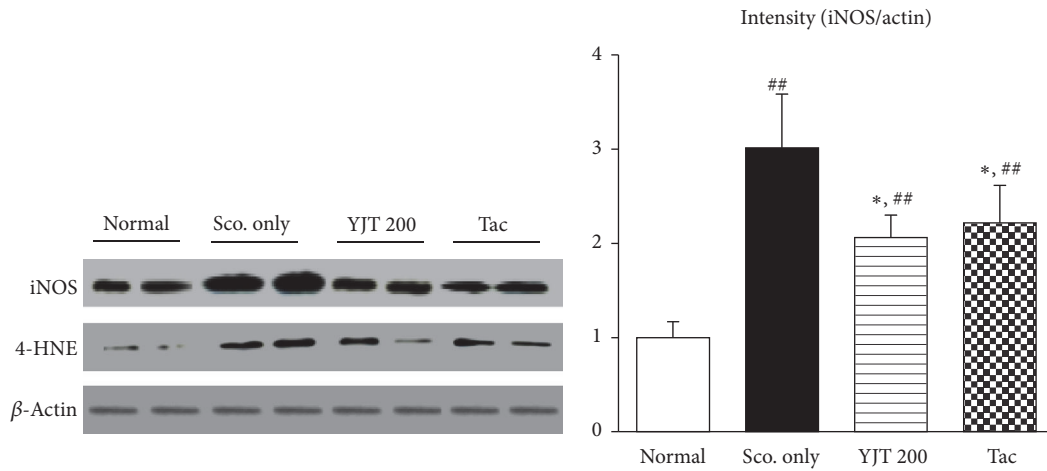 Normal Sco. only YJT 200 Tac
iNOS
4-HNE
β-Actin
Intensity (iNOS/actin)
4
##
3
*, ##
*, ##
2
1
0
Normal Sco. only YJT 200 Tac